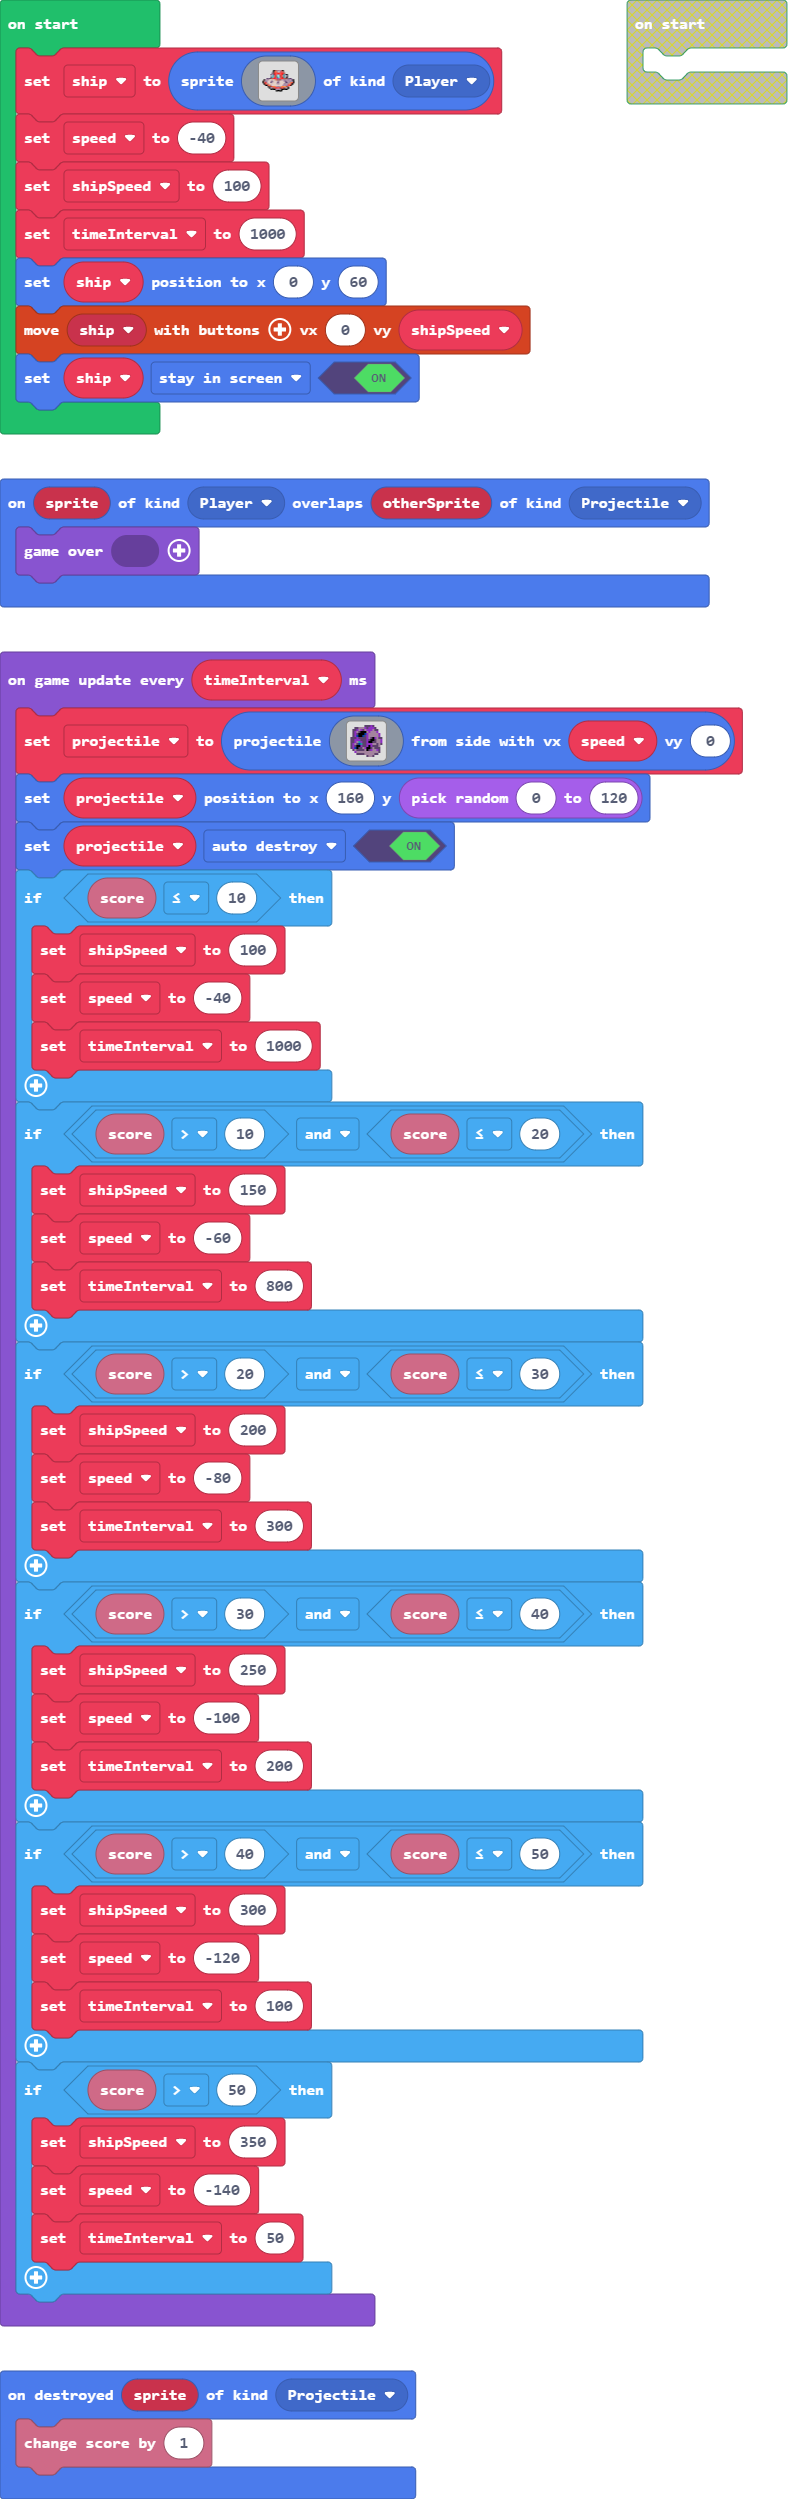 on start
on start
set ship to sprite of kind Player
set speed to -40
set shipSpeed to 100
set timeInterval to 1000
set ship position to x 0 y 60
move ship with buttons vx 0 vy shipSpeed
set ship stay in screen ON
on sprite of kind Player overlaps otherSprite of kind Projectile
game over
on game update every timeInterval ms
set projectile to projectile from side with vx speed vy 0
set projectile position to x 160 y pick random 0 to 120
set projectile auto destroy ON
if score ≤ 10 then
set shipSpeed to 100
set speed to -40
set timeInterval to 1000
if score > 10 and score ≤ 20 then
set shipSpeed to 150
set speed to -60
set timeInterval to 800
if score > 20 and score ≤ 30 then
set shipSpeed to 200
set speed to -80
set timeInterval to 300
if score > 30 and score ≤ 40 then
set shipSpeed to 250
set speed to -100
set timeInterval to 200
if score > 40 and score ≤ 50 then
set shipSpeed to 300
set speed to -120
set timeInterval to 100
if score > 50 then
set shipSpeed to 350
set speed to -140
set timeInterval to 50
on destroyed sprite of kind Projectile
change score by 1